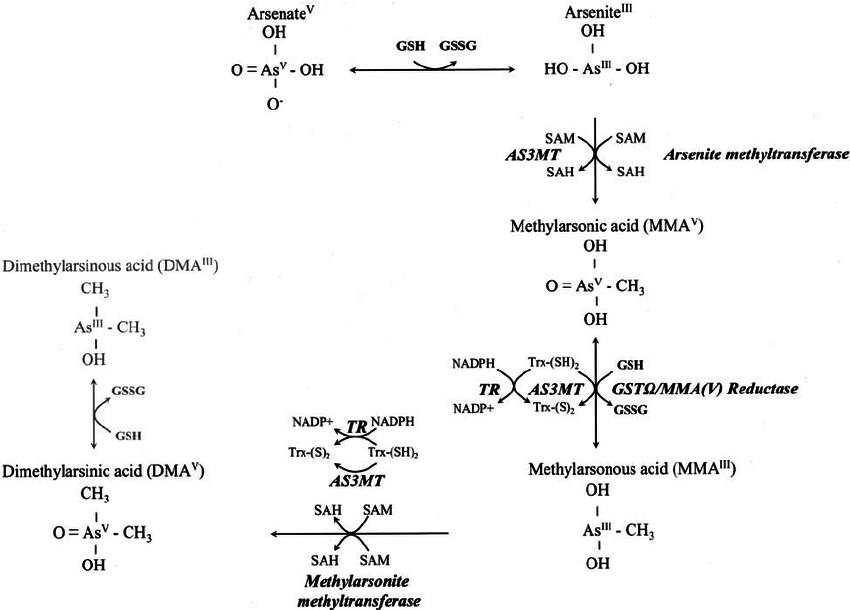 Arsenate^V
OH
O = As^V - OH
O-
GSH GSSG
Arsenite^III
OH
HO - As^III - OH
SAM SAM
AS3MT Arsenite methyltransferase
SAH SAH
Methylarsonic acid (MMA^V)
OH
O = As^V - CH3
OH
NADPH Trx-(SH)2 GSH
TR AS3MT GSTΩ/MMA(V) Reductase
NADP+ Trx-(S)2 GSSG
Methylarsonous acid (MMA^III)
OH
As^III - CH3
OH
NADP+ TR NADPH
Trx-(S)2 Trx-(SH)2
AS3MT
SAH SAM
SAH SAM
Methylarsonite
methyltransferase
Dimethylarsinous acid (DMA^III)
CH3
As^III - CH3
OH
GSSG
GSH
Dimethylarsinic acid (DMA^V)
CH3
O = As^V - CH3
OH